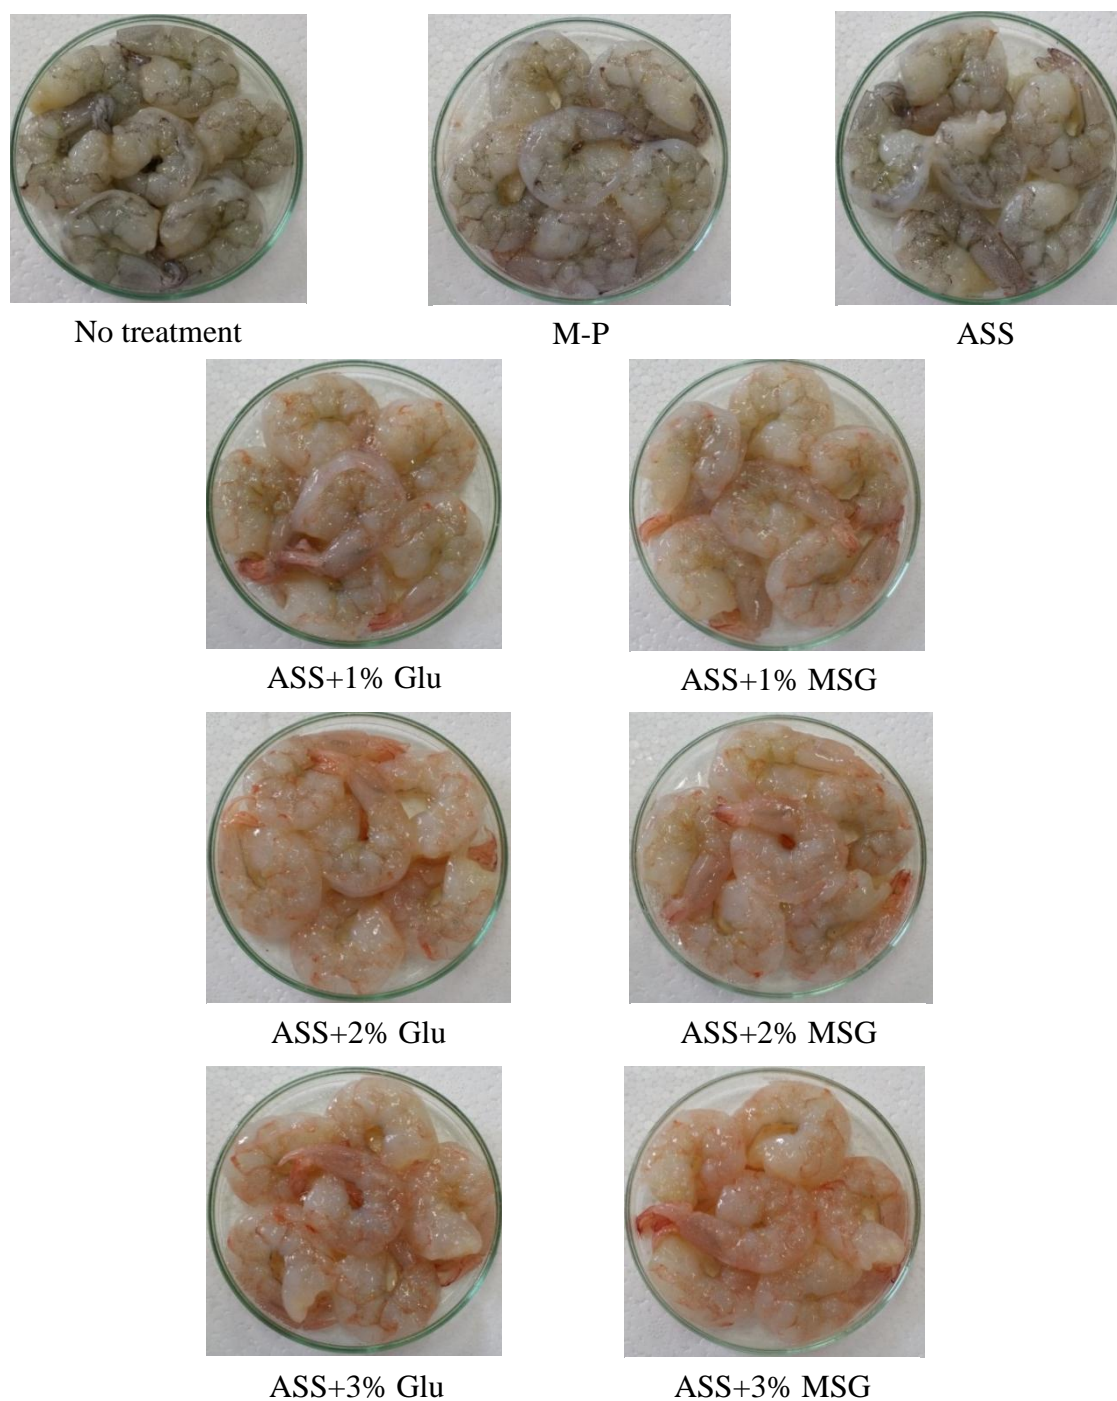 No treatment
M-P
ASS
ASS+1% Glu
ASS+1% MSG
ASS+2% Glu
ASS+2% MSG
ASS+3% Glu
ASS+3% MSG